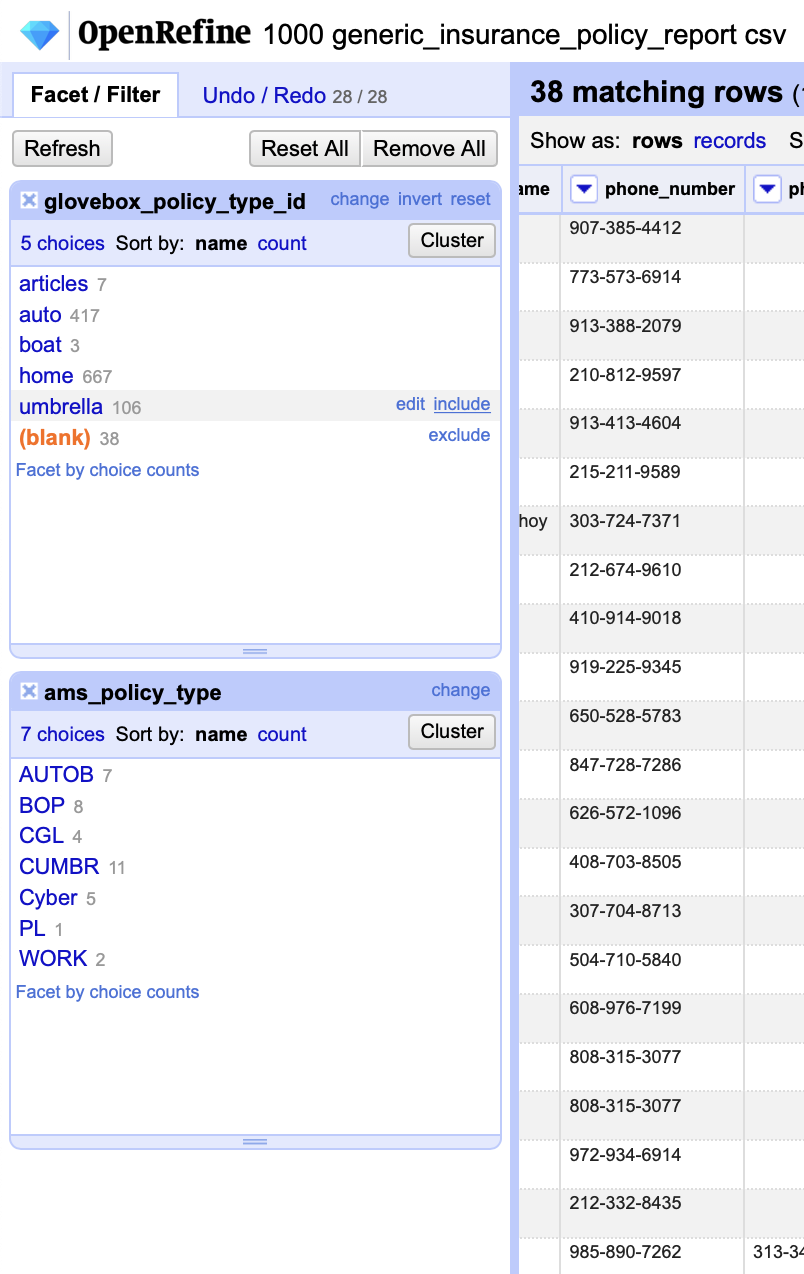 OpenRefine 1000 generic_insurance_policy_report csv
Facet / Filter Undo / Redo 28 / 28
Refresh Reset All Remove All
glovebox_policy_type_id change invert reset
5 choices Sort by: name count Cluster
articles 7
auto 417
boat 3
home 667
umbrella 106 edit include
(blank) 38 exclude
Facet by choice counts
ams_policy_type change
7 choices Sort by: name count Cluster
AUTOB 7
BOP 8
CGL 4
CUMBR 11
Cyber 5
PL 1
WORK 2
Facet by choice counts
38 matching rows (
Show as: rows records S
ame phone_number ph
907-385-4412
773-573-6914
913-388-2079
210-812-9597
913-413-4604
215-211-9589
hoy 303-724-7371
212-674-9610
410-914-9018
919-225-9345
650-528-5783
847-728-7286
626-572-1096
408-703-8505
307-704-8713
504-710-5840
608-976-7199
808-315-3077
808-315-3077
972-934-6914
212-332-8435
985-890-7262 313-34